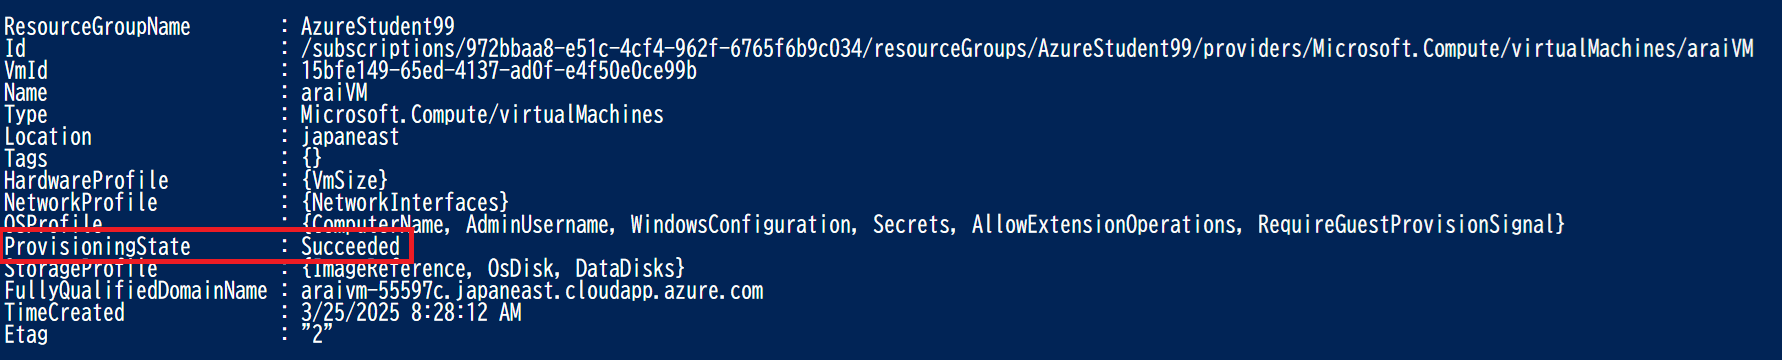 ResourceGroupName : AzureStudent99
Id : /subscriptions/972bbaa8-e51c-4cf4-962f-6765f6b9c034/resourceGroups/AzureStudent99/providers/Microsoft.Compute/virtualMachines/araiVM
VmId : 15bfe149-65ed-4137-ad0f-e4f50e0ce99b
Name : araiVM
Type : Microsoft.Compute/virtualMachines
Location : japaneast
Tags : {}
HardwareProfile : {VmSize}
NetworkProfile : {NetworkInterfaces}
OSProfile : {ComputerName, AdminUsername, WindowsConfiguration, Secrets, AllowExtensionOperations, RequireGuestProvisionSignal}
ProvisioningState : Succeeded
StorageProfile : {ImageReference, OsDisk, DataDisks}
FullyQualifiedDomainName : araivm-55597c.japaneast.cloudapp.azure.com
TimeCreated : 3/25/2025 8:28:12 AM
Etag : "2"